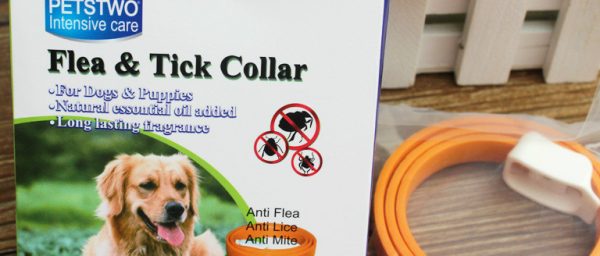 PETSTWO®
Intensive care
Flea & Tick Collar
•For Dogs & Puppies
•Natural essontial oil added
•Long lasting fragrance
Anti Flea
Anti Lice
Anti Mite